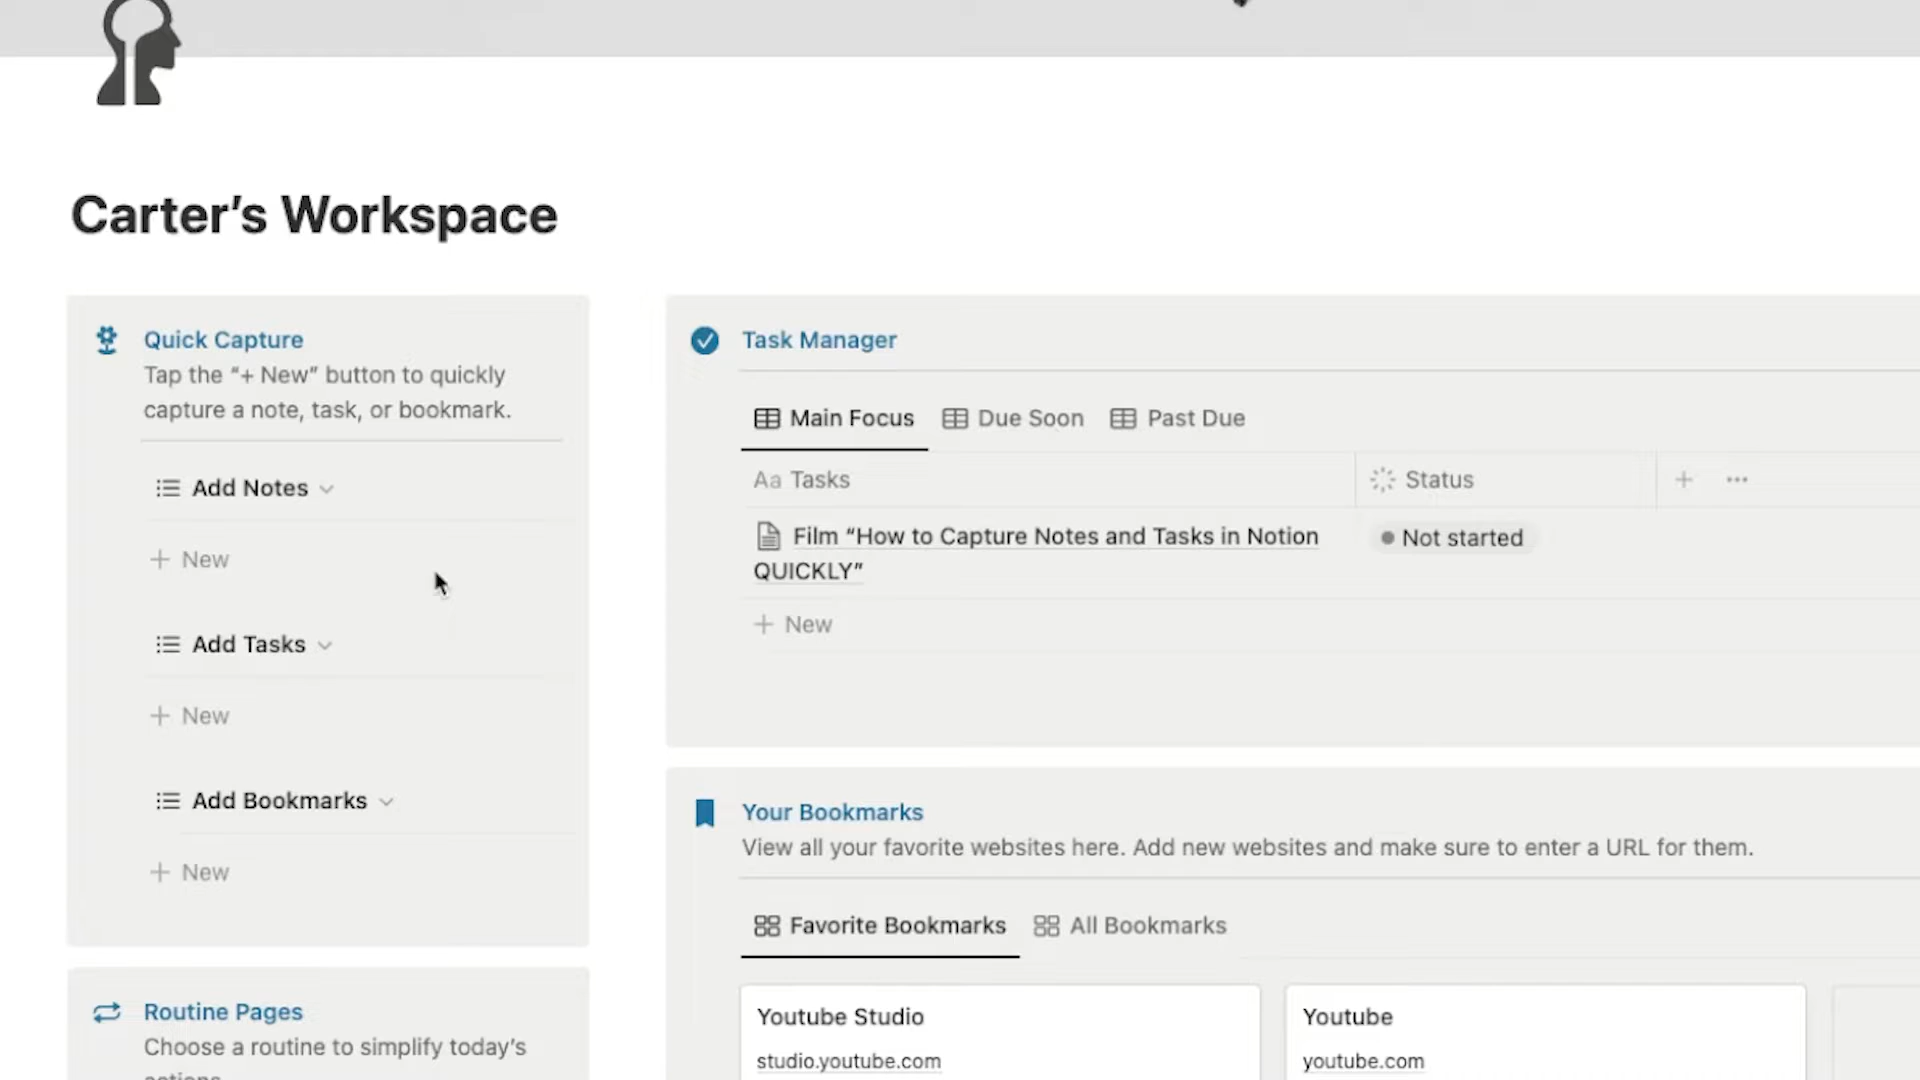 Carter’s Workspace
Quick Capture
Tap the “+ New” button to quickly
capture a note, task, or bookmark.
Add Notes
+ New
Add Tasks
+ New
Add Bookmarks
+ New
Routine Pages
Choose a routine to simplify today’s
Task Manager
Main Focus Due Soon Past Due
Aa Tasks Status + ...
Film “How to Capture Notes and Tasks in Notion Not started
QUICKLY”
+ New
Your Bookmarks
View all your favorite websites here. Add new websites and make sure to enter a URL for them.
Favorite Bookmarks All Bookmarks
Youtube Studio
studio.youtube.com
Youtube
youtube.com